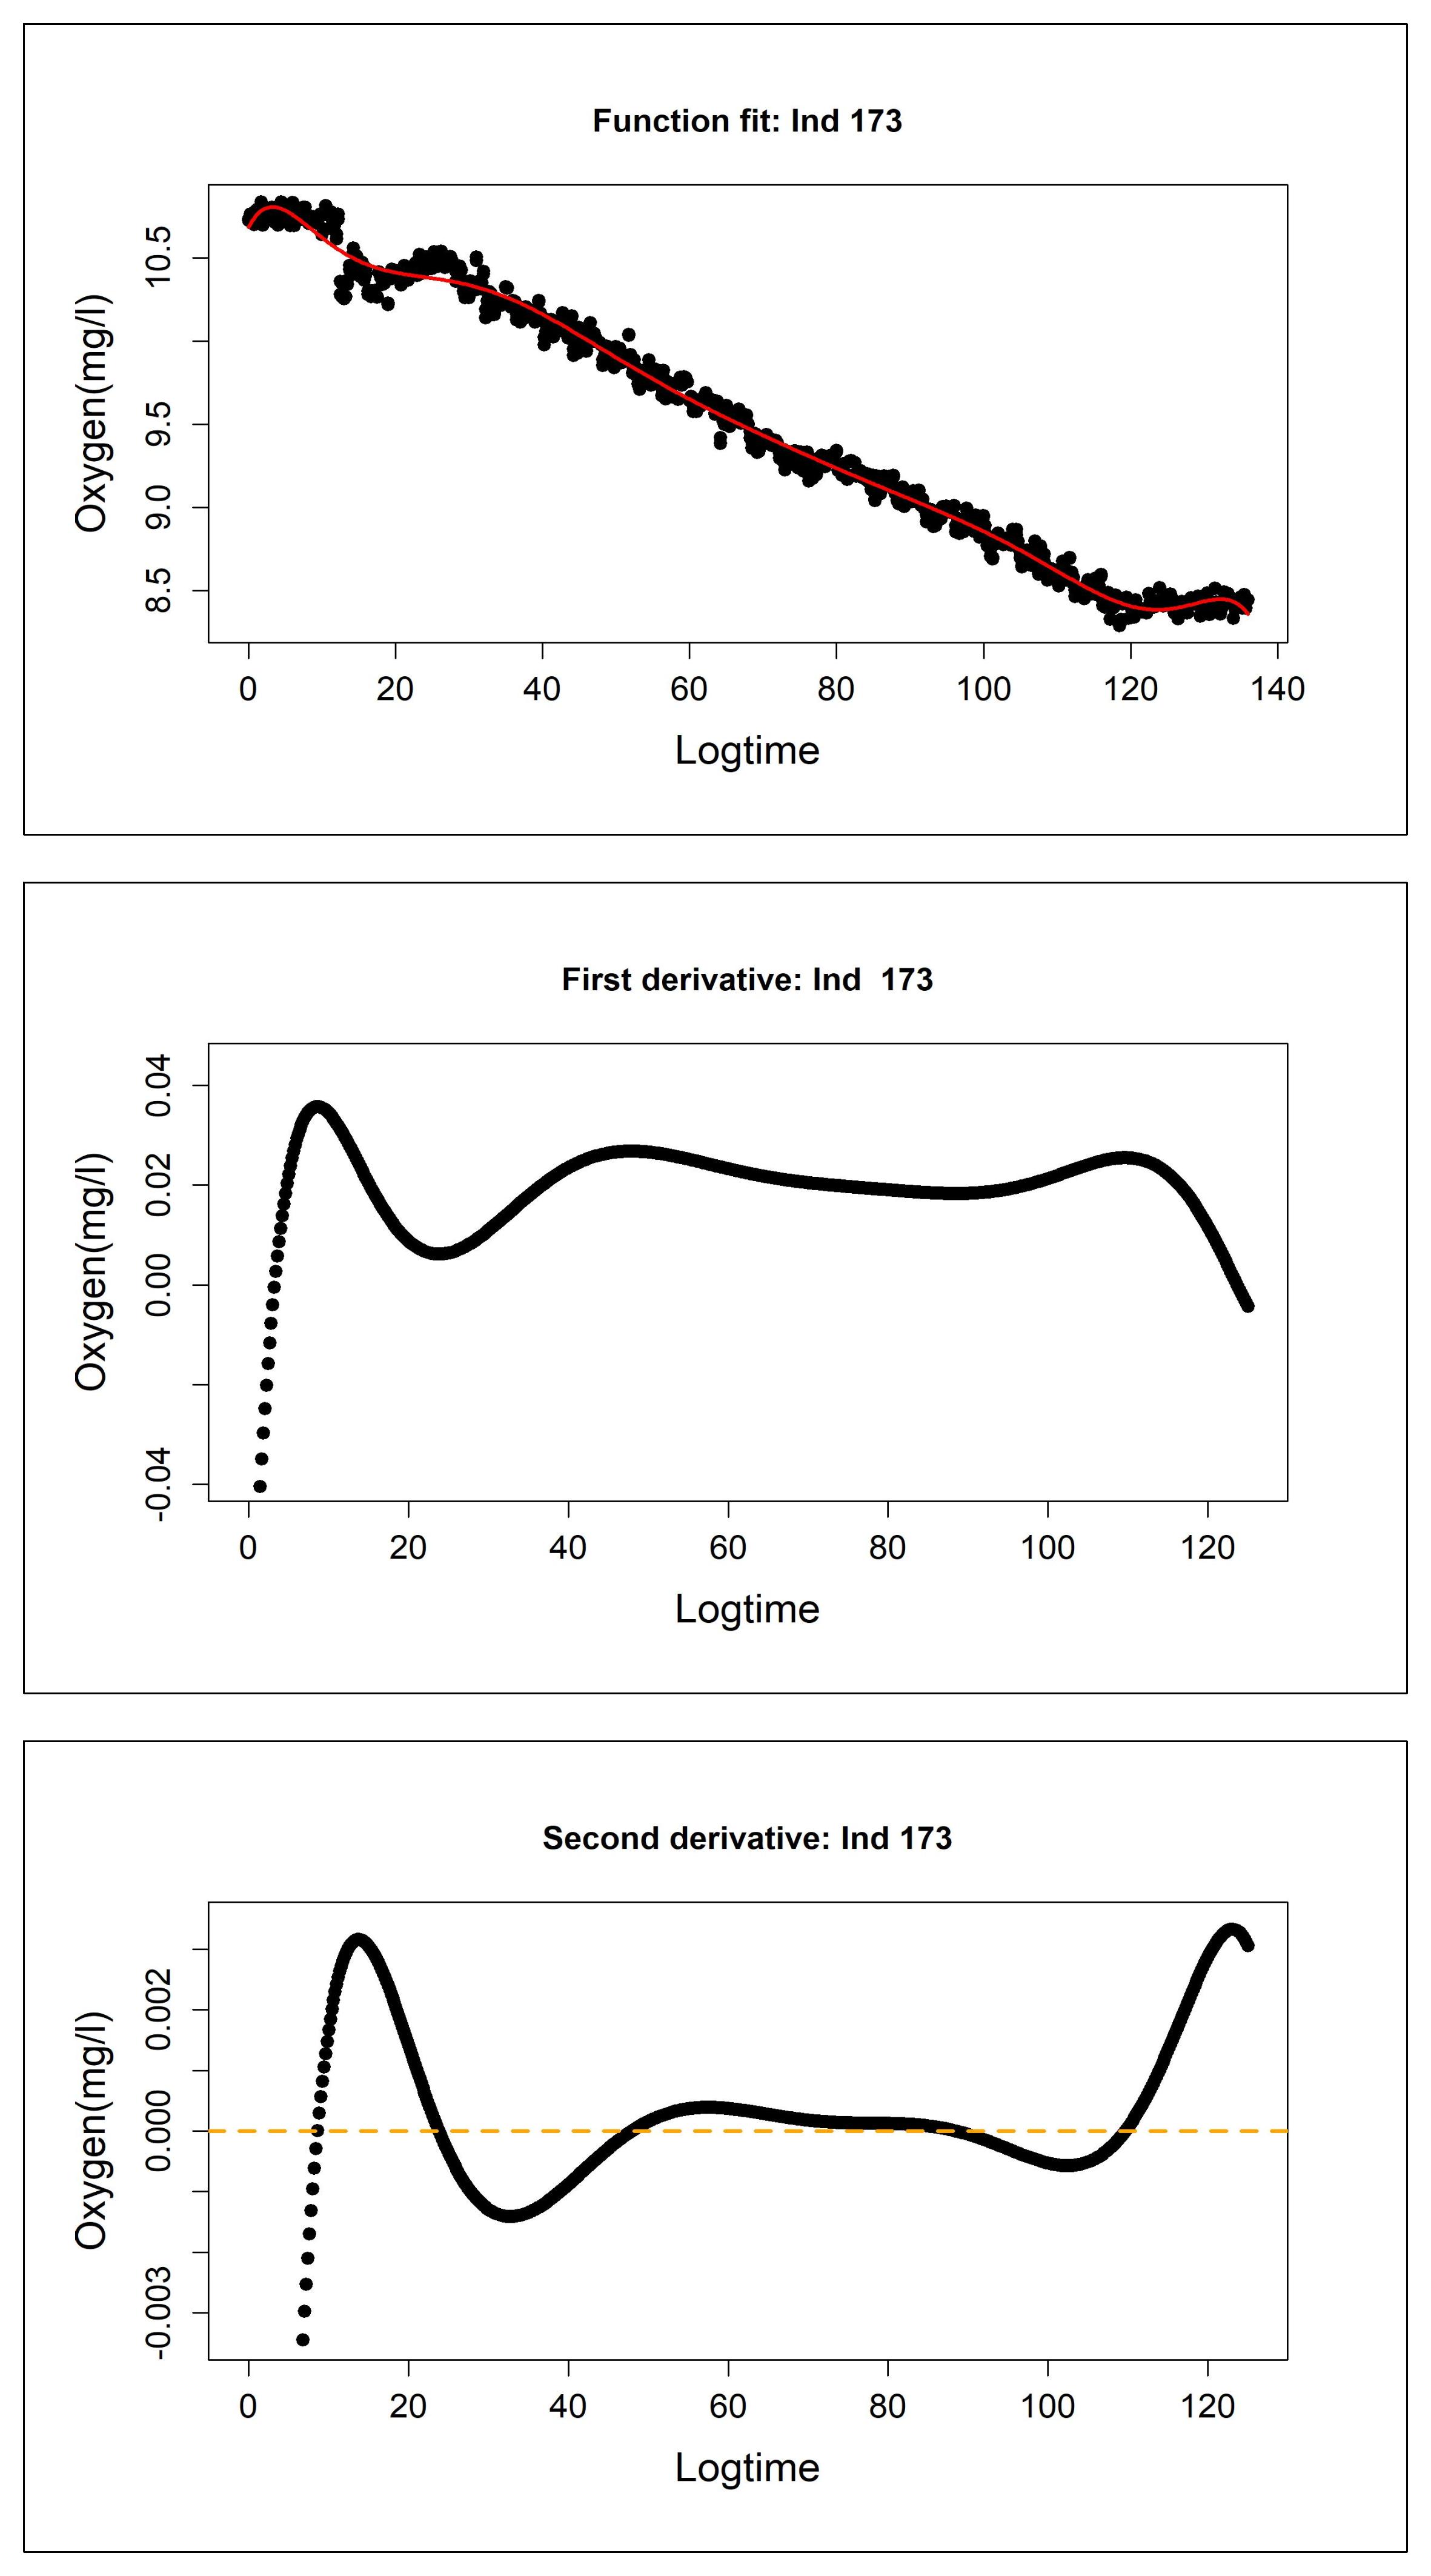 Function fit: Ind 173
Oxygen(mg/l)
10.5
9.5
9.0
8.5
0 20 40 60 80 100 120 140
Logtime
First derivative: Ind  173
Oxygen(mg/l)
0.04
0.02
0.00
-0.04
0 20 40 60 80 100 120
Logtime
Second derivative: Ind 173
Oxygen(mg/l)
0.002
0.000
-0.003
0 20 40 60 80 100 120
Logtime